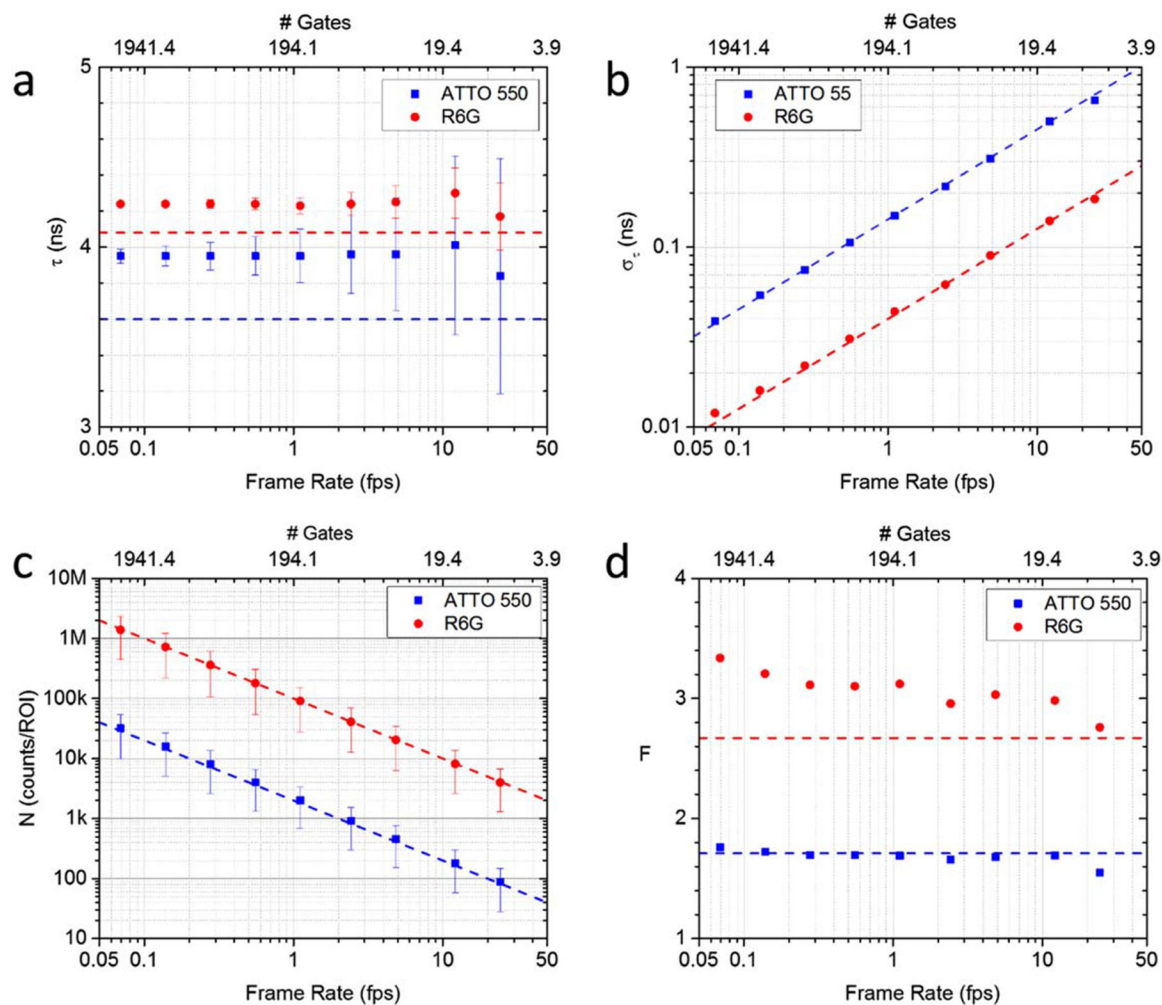 # Gates
1941.4 194.1 19.4 3.9
a
5
ATTO 550
R6G
τ (ns)
4
3
0.05 0.1 1 10 50
Frame Rate (fps)
# Gates
1941.4 194.1 19.4 3.9
b
1
ATTO 55
R6G
στ (ns)
0.1
0.01
0.05 0.1 1 10 50
Frame Rate (fps)
# Gates
1941.4 194.1 19.4 3.9
c
10M
ATTO 550
R6G
1M
100k
N (counts/ROI)
10k
1k
100
10
0.05 0.1 1 10 50
Frame Rate (fps)
# Gates
1941.4 194.1 19.4 3.9
d
4
ATTO 550
R6G
3
F
2
1
0.05 0.1 1 10 50
Frame Rate (fps)